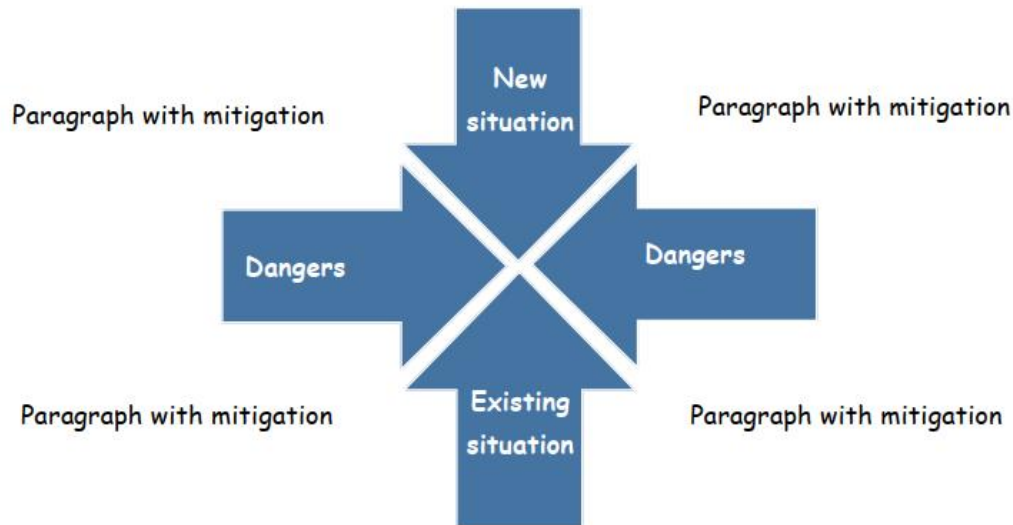 New
situation
Paragraph with mitigation
Paragraph with mitigation
Dangers
Dangers
Existing
situation
Paragraph with mitigation
Paragraph with mitigation